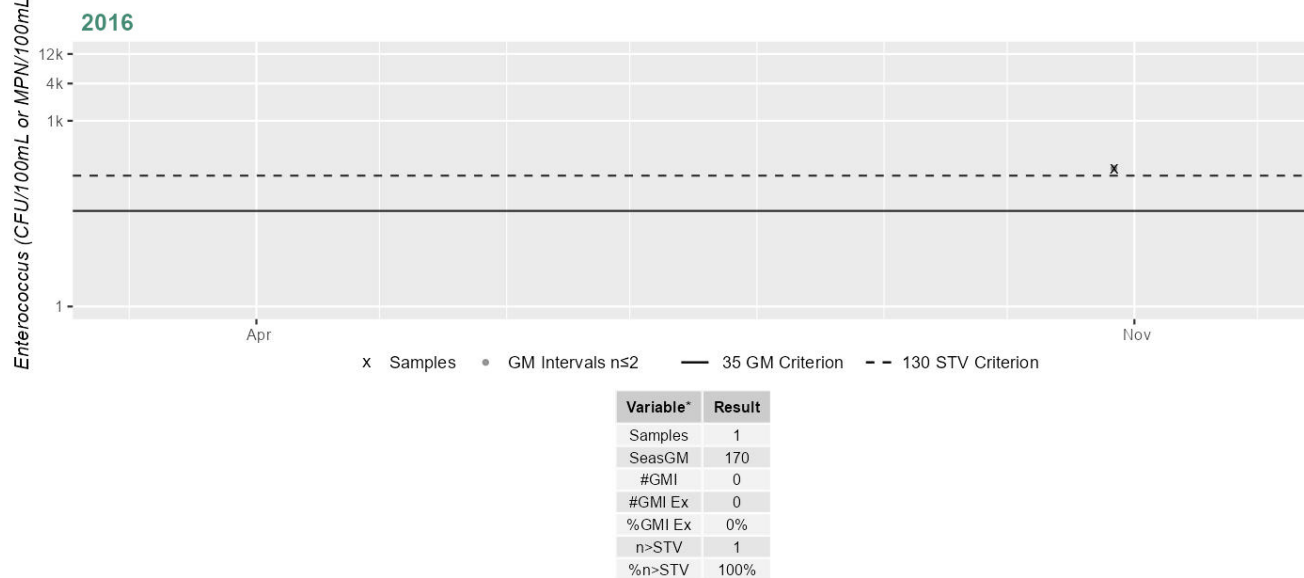 2016
Enterococcus (CFU/100mL or MPN/100mL
12k
4k
1k
1
Apr Nov
x Samples GM Intervals n≤2 35 GM Criterion 130 STV Criterion
Variable* Result
Samples 1
SeasGM 170
#GMI 0
#GMI Ex 0
%GMI Ex 0%
n>STV 1
%n>STV 100%